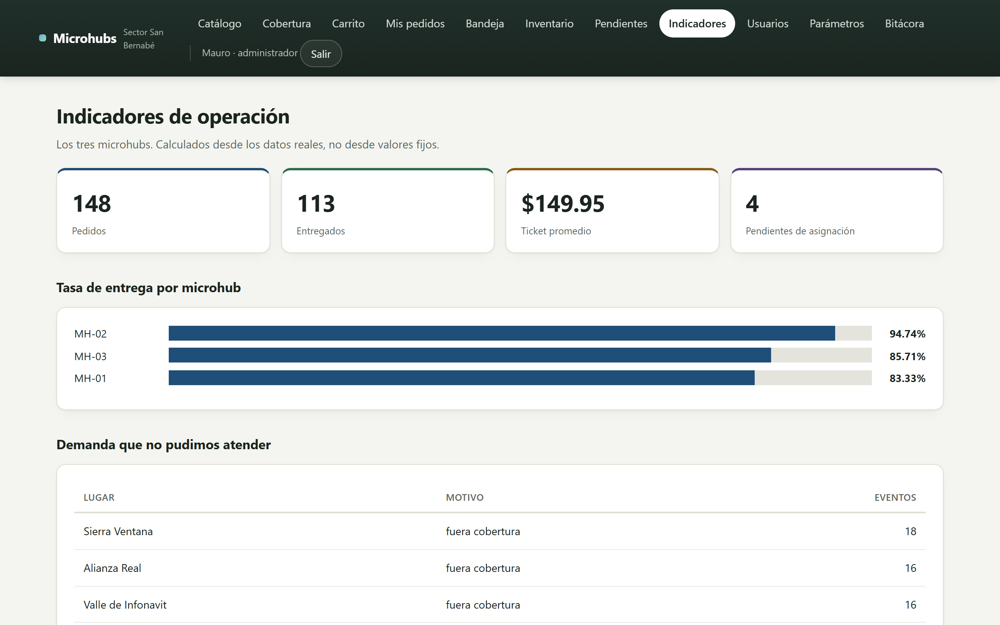 Microhubs
Sector San
Bernabé
Catálogo Cobertura Carrito Mis pedidos Bandeja Inventario Pendientes Indicadores Usuarios Parámetros Bitácora
Mauro · administrador Salir
Indicadores de operación
Los tres microhubs. Calculados desde los datos reales, no desde valores fijos.
148
Pedidos
113
Entregados
$149.95
Ticket promedio
4
Pendientes de asignación
Tasa de entrega por microhub
MH-02 94.74%
MH-03 85.71%
MH-01 83.33%
Demanda que no pudimos atender
LUGAR MOTIVO EVENTOS
Sierra Ventana fuera cobertura 18
Alianza Real fuera cobertura 16
Valle de Infonavit fuera cobertura 16